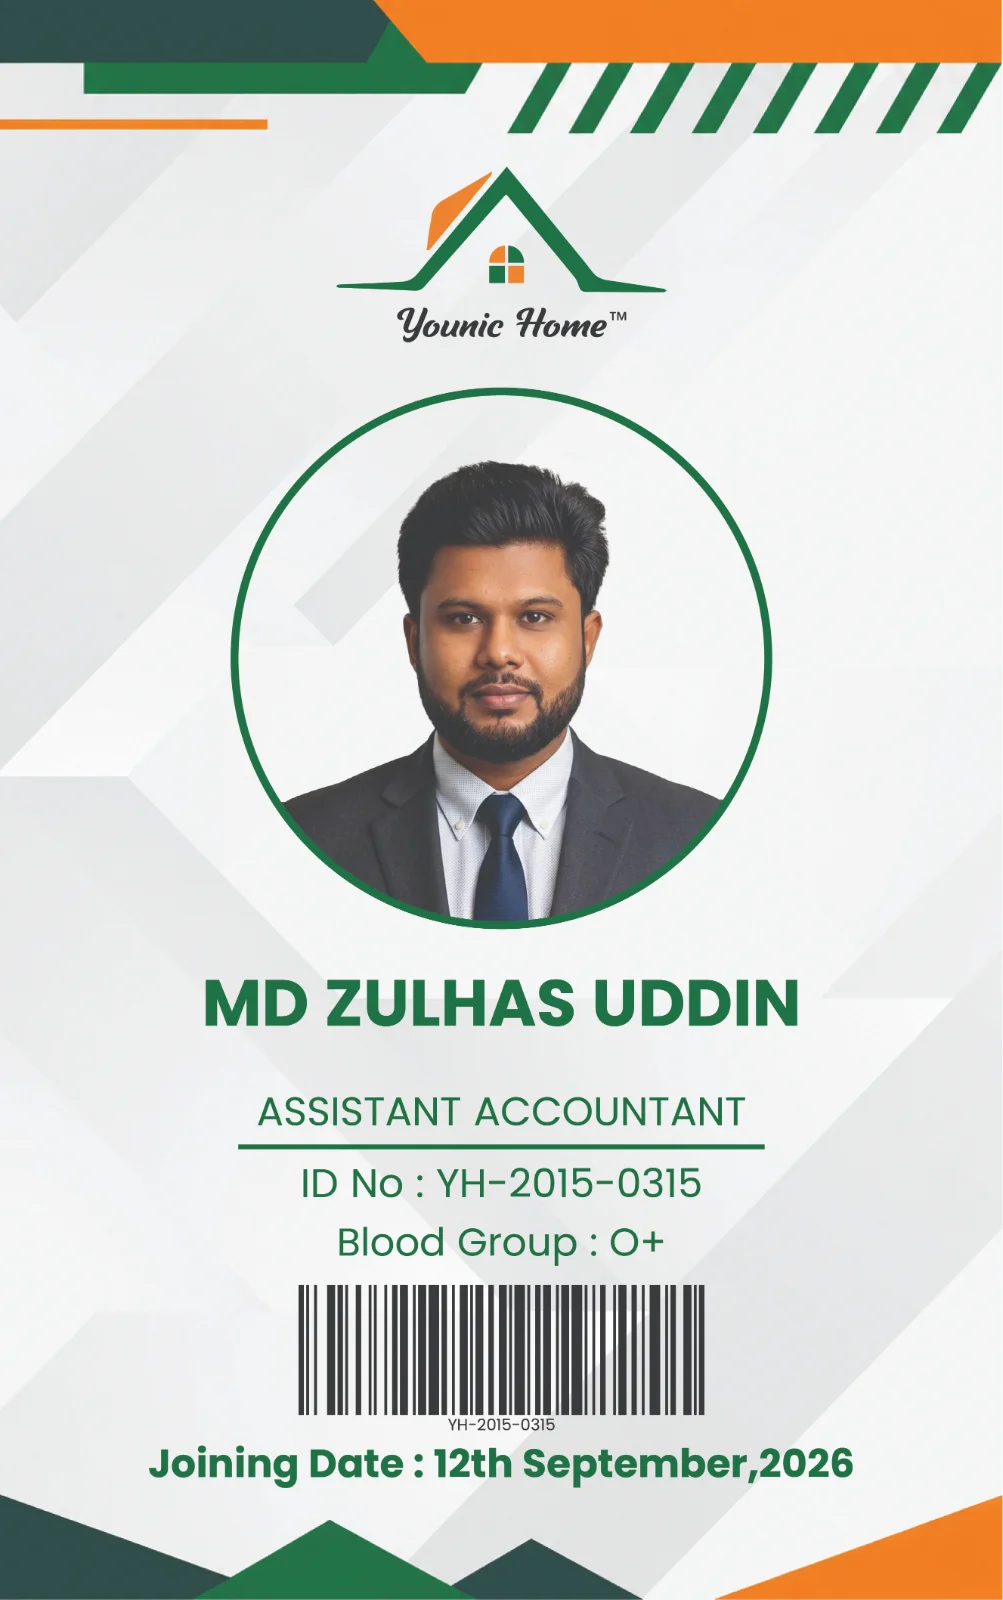 Younic Home™
MD ZULHAS UDDIN
ASSISTANT ACCOUNTANT
ID No : YH-2015-0315
Blood Group : O+
YH-2015-0315
Joining Date : 12th September,2026